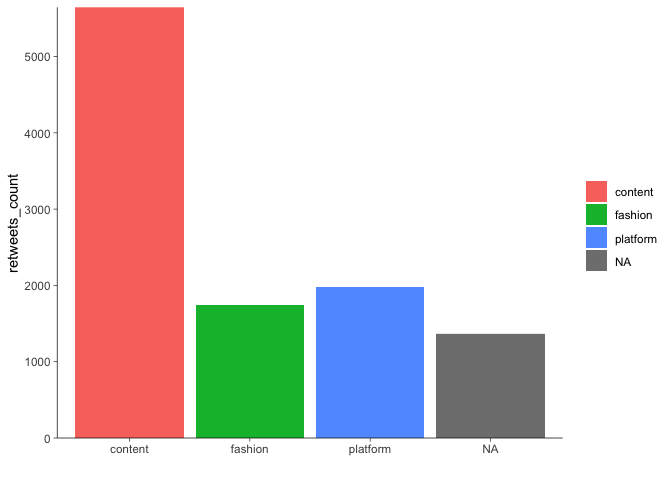 retweets_count
5000
4000
3000
2000
1000
0
content
fashion
platform
NA
content
fashion
platform
NA